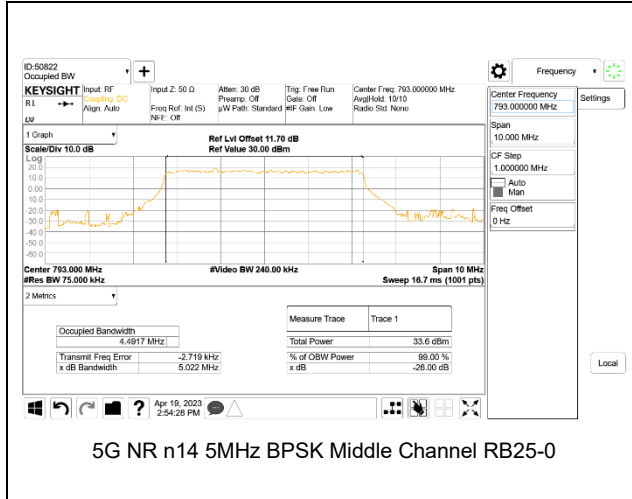 ID:50822
Occupied BW
+
Frequency
KEYSIGHT
Input: RF
Coupling: DC
Align: Auto
Input Z: 50 Ω
Freq Ref: Int (S)
NFE: Off
Atten: 30 dB
Preamp: Off
µW Path: Standard
Trig: Free Run
Gate: Off
#IF Gain: Low
Center Freq: 793.000000 MHz
Avg|Hold: 10/10
Radio Std: None
Center Frequency
793.000000 MHz
Settings
Span
10.000 MHz
CF Step
1.000000 MHz
Auto
Man
Freq Offset
0 Hz
Local
1 Graph
Scale/Div 10.0 dB
Ref Lvl Offset 11.70 dB
Ref Value 30.00 dBm
Log
20.0
10.0
0.00
-10.0
-20.0
-30.0
-40.0
-50.0
-60.0
Center 793.000 MHz
#Video BW 240.00 kHz
Span 10 MHz
#Res BW 75.000 kHz
Sweep 16.7 ms (1001 pts)
2 Metrics
Occupied Bandwidth
4.4917 MHz
Transmit Freq Error -2.719 kHz
x dB Bandwidth 5.022 MHz
Measure Trace Trace 1
Total Power 33.6 dBm
% of OBW Power 99.00 %
x dB -26.00 dB
? Apr 19, 2023
2:54:28 PM
5G NR n14 5MHz BPSK Middle Channel RB25-0